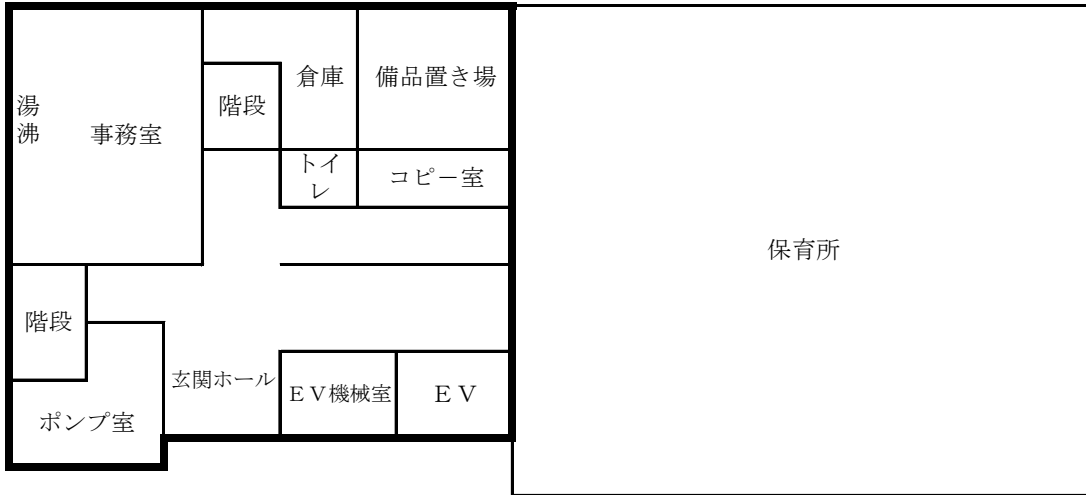 倉庫
備品置き場
湯
沸
事務室
階段
トイ
レ
コピー室
保育所
階段
玄関ホール
ＥＶ機械室
ＥＶ
ポンプ室